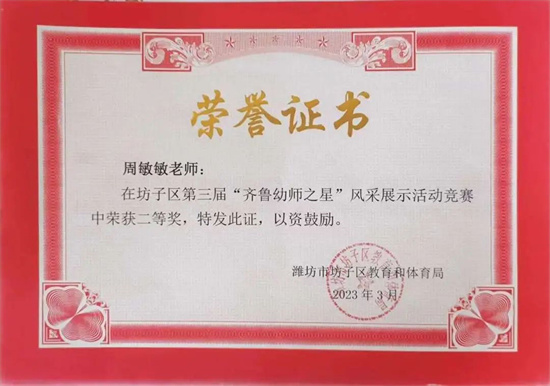 荣誉证书
周敏敏老师：
在坊子区第三届“齐鲁幼师之星”风采展示活动竞赛
中荣获二等奖，特发此证，以资鼓励。
潍坊市坊子区教育和体育局
2023年3月